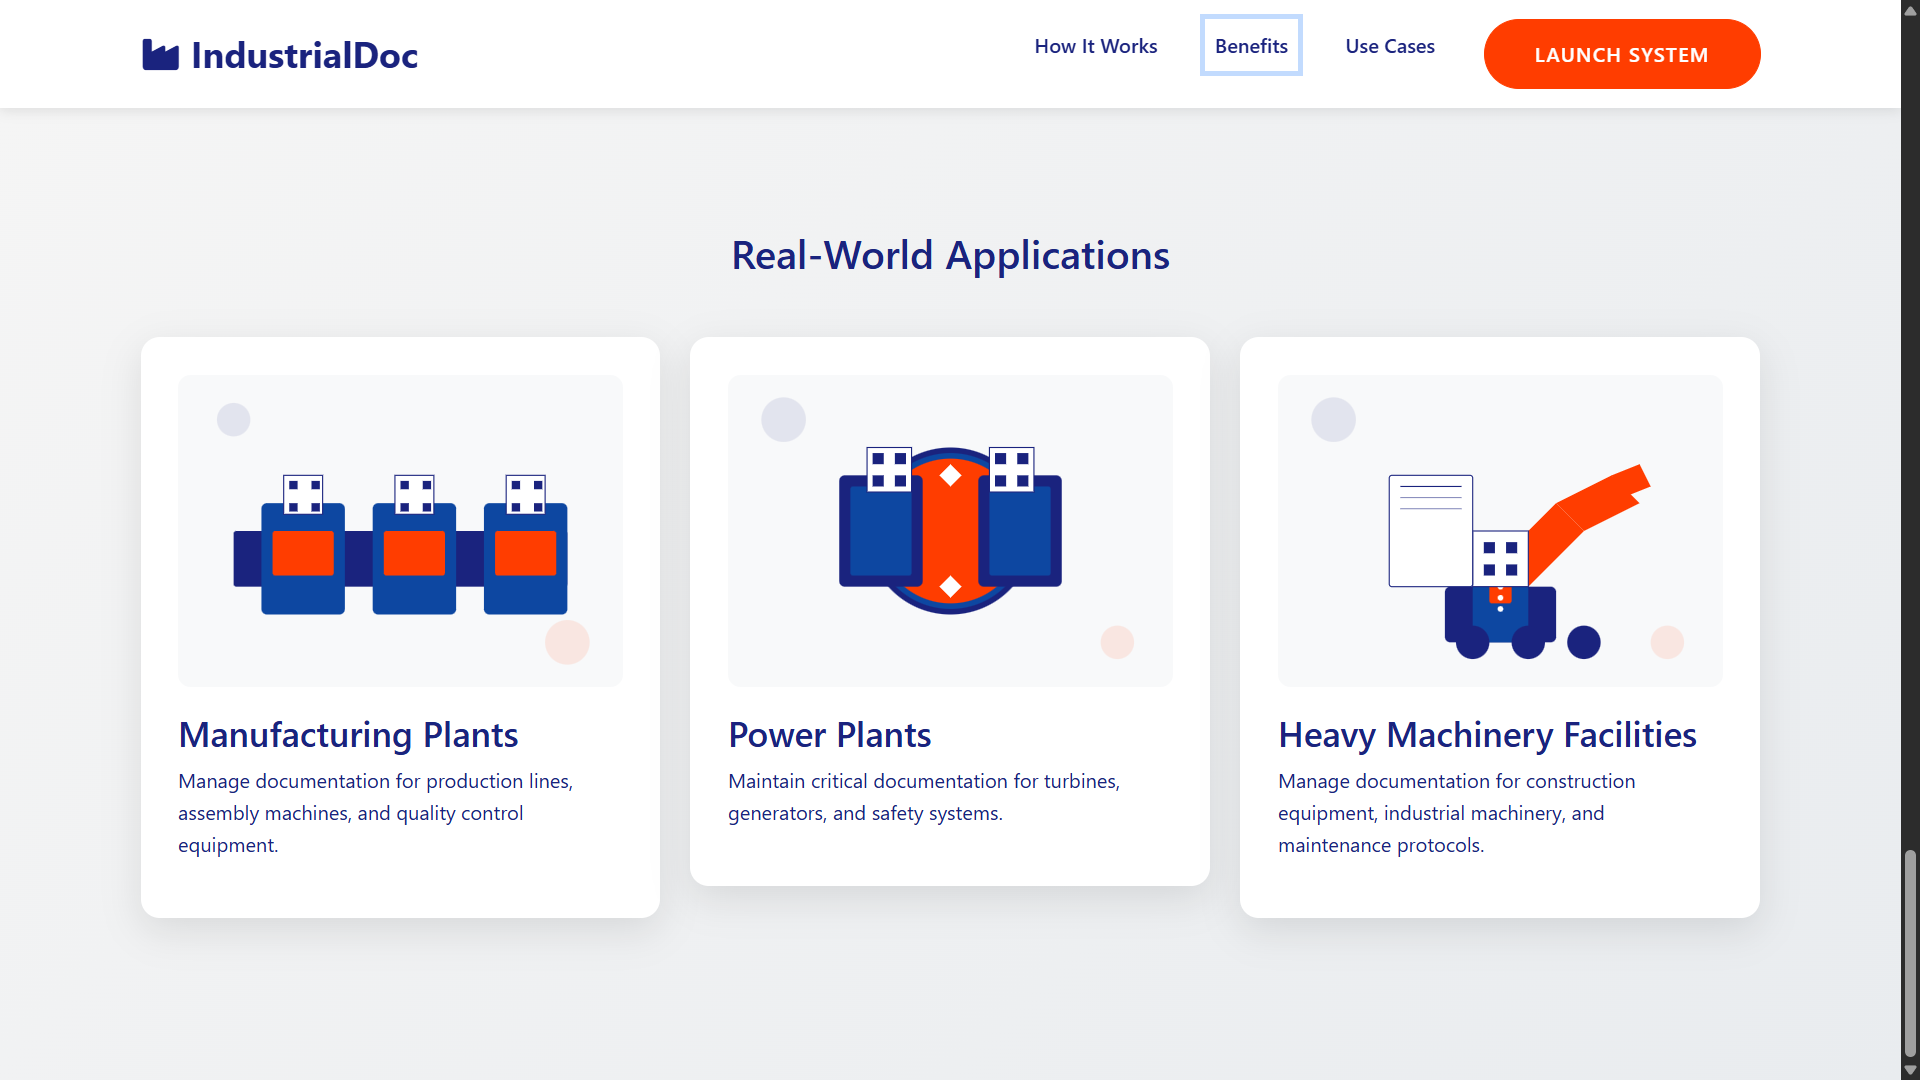 IndustrialDoc
How It Works
Benefits
Use Cases
LAUNCH SYSTEM
Real-World Applications
Manufacturing Plants
Manage documentation for production lines,
assembly machines, and quality control
equipment.
Power Plants
Maintain critical documentation for turbines,
generators, and safety systems.
Heavy Machinery Facilities
Manage documentation for construction
equipment, industrial machinery, and
maintenance protocols.